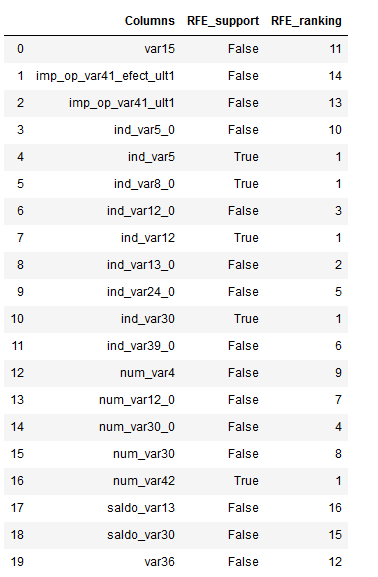 Columns RFE_support RFE_ranking
0 var15 False 11
1 imp_op_var41_efect_ult1 False 14
2 imp_op_var41_ult1 False 13
3 ind_var5_0 False 10
4 ind_var5 True 1
5 ind_var8_0 True 1
6 ind_var12_0 False 3
7 ind_var12 True 1
8 ind_var13_0 False 2
9 ind_var24_0 False 5
10 ind_var30 True 1
11 ind_var39_0 False 6
12 num_var4 False 9
13 num_var12_0 False 7
14 num_var30_0 False 4
15 num_var30 False 8
16 num_var42 True 1
17 saldo_var13 False 16
18 saldo_var30 False 15
19 var36 False 12